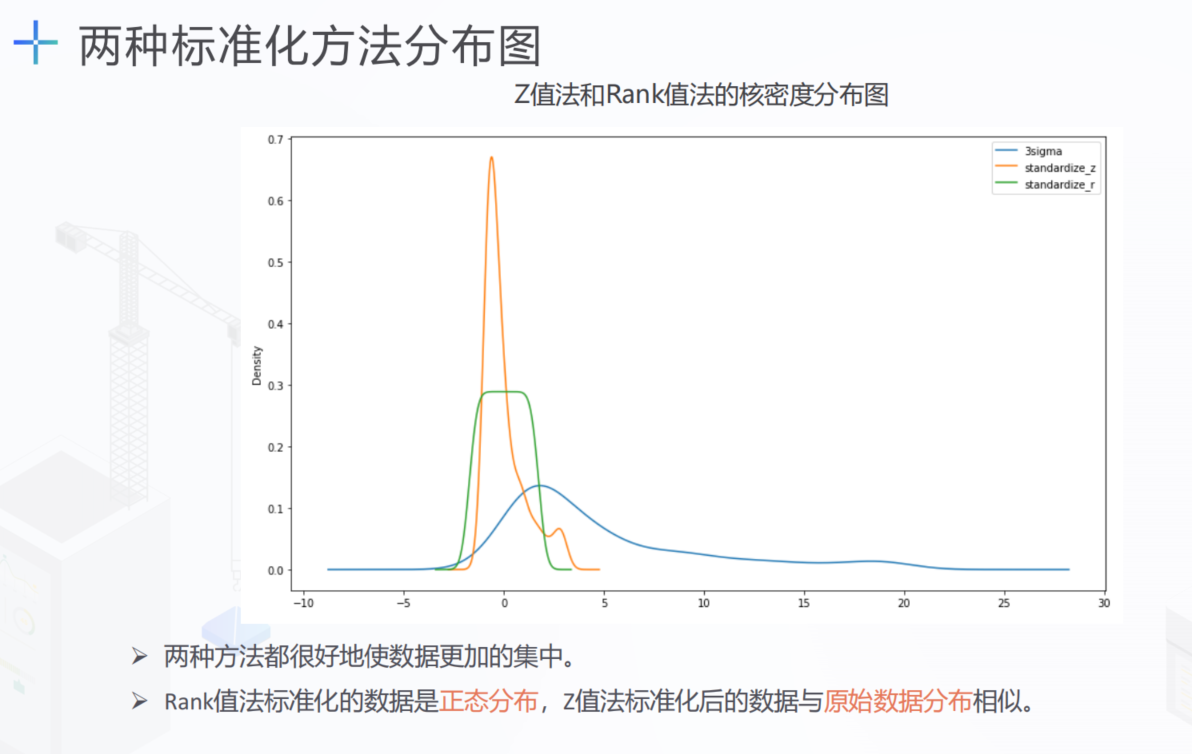 两种标准化方法分布图
Z值法和Rank值法的核密度分布图
0.7
0.6
0.5
0.4
0.3
0.2
0.1
0.0
Density
3sigma
standardize_z
standardize_r
−10 −5 0 5 10 15 20 25 30
➢ 两种方法都很好地使数据更加的集中。
➢ Rank值法标准化的数据是正态分布，Z值法标准化后的数据与原始数据分布相似。